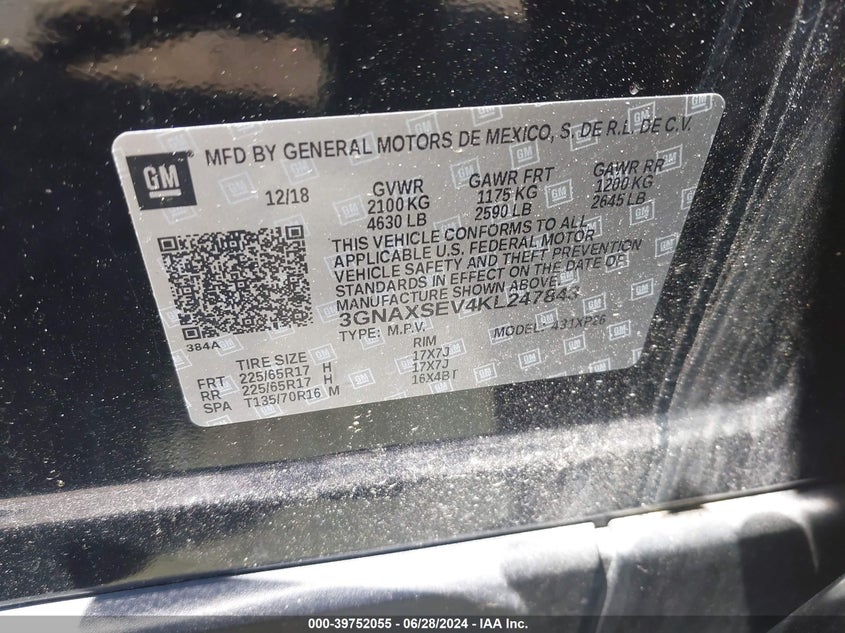 GM
MFD BY GENERAL MOTORS DE MEXICO, S. DE R.L. DE C.V.
12/18
GVWR
2100 KG
4630 LB
GAWR FRT
1175 KG
2590 LB
GAWR RR
1200 KG
2645 LB
THIS VEHICLE CONFORMS TO ALL
APPLICABLE U.S. FEDERAL MOTOR
VEHICLE SAFETY AND THEFT PREVENTION
STANDARDS IN EFFECT ON THE DATE OF
MANUFACTURE SHOWN ABOVE.
3GNAXSEV4KL247843
TYPE: M.P.V. MODEL: 431XP26
384A
TIRE SIZE RIM
FRT 225/65R17 H 17X7J
RR 225/65R17 H 17X7J
SPA T135/70R16 M 16X4BT
000-39752055 - 06/28/2024 - IAA Inc.